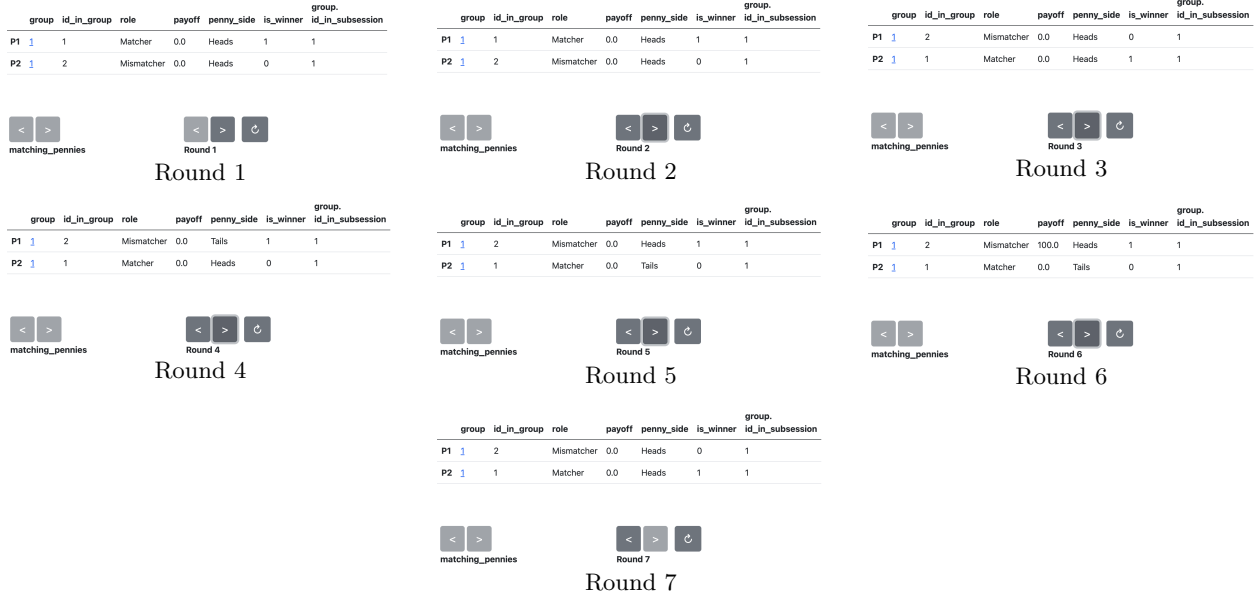 group.
group id_in_group role payoff penny_side is_winner id_in_subsession
P1 1 1 Matcher 0.0 Heads 1 1
P2 1 2 Mismatcher 0.0 Heads 0 1
< > < > ↻
matching_pennies Round 1
Round 1
group.
group id_in_group role payoff penny_side is_winner id_in_subsession
P1 1 1 Matcher 0.0 Heads 1 1
P2 1 2 Mismatcher 0.0 Heads 0 1
< > < > ↻
matching_pennies Round 2
Round 2
group.
group id_in_group role payoff penny_side is_winner id_in_subsession
P1 1 2 Mismatcher 0.0 Heads 0 1
P2 1 1 Matcher 0.0 Heads 1 1
< > < > ↻
matching_pennies Round 3
Round 3
group.
group id_in_group role payoff penny_side is_winner id_in_subsession
P1 1 2 Mismatcher 0.0 Tails 1 1
P2 1 1 Matcher 0.0 Heads 0 1
< > < > ↻
matching_pennies Round 4
Round 4
group.
group id_in_group role payoff penny_side is_winner id_in_subsession
P1 1 2 Mismatcher 0.0 Heads 1 1
P2 1 1 Matcher 0.0 Tails 0 1
< > < > ↻
matching_pennies Round 5
Round 5
group.
group id_in_group role payoff penny_side is_winner id_in_subsession
P1 1 2 Mismatcher 100.0 Heads 1 1
P2 1 1 Matcher 0.0 Tails 0 1
< > < > ↻
matching_pennies Round 6
Round 6
group.
group id_in_group role payoff penny_side is_winner id_in_subsession
P1 1 2 Mismatcher 0.0 Heads 0 1
P2 1 1 Matcher 0.0 Heads 1 1
< > < > ↻
matching_pennies Round 7
Round 7